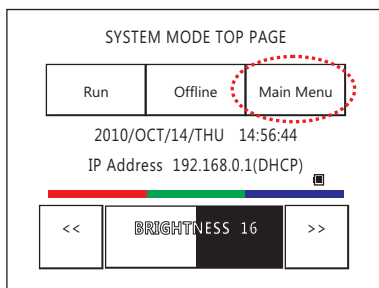 SYSTEM MODE TOP PAGE
Run Offline Main Menu
2010/OCT/14/THU 14:56:44
IP Address 192.168.0.1(DHCP)
<< BRIGHTNESS 16 >>